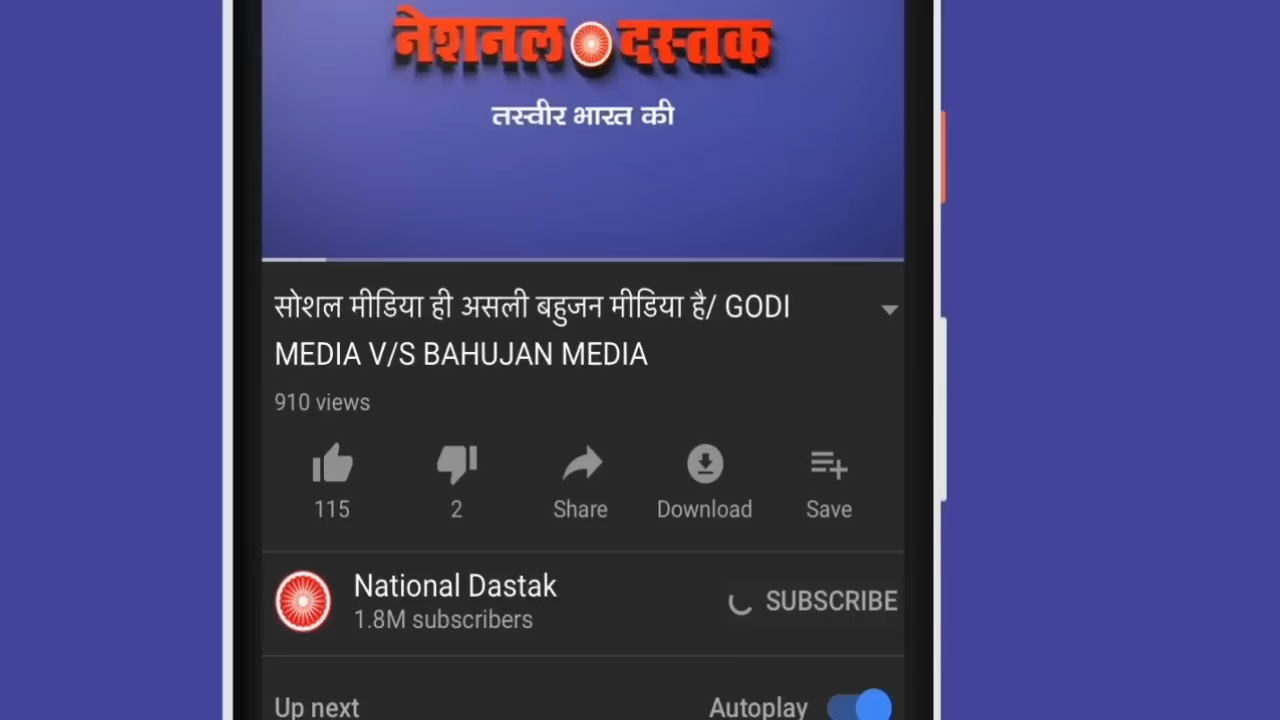 नेशनल दस्तक
तस्वीर भारत की
सोशल मीडिया ही असली बहुजन मीडिया है/ GODI
MEDIA V/S BAHUJAN MEDIA
910 views
115 2 Share Download Save
National Dastak
1.8M subscribers
SUBSCRIBE
Up next Autoplay